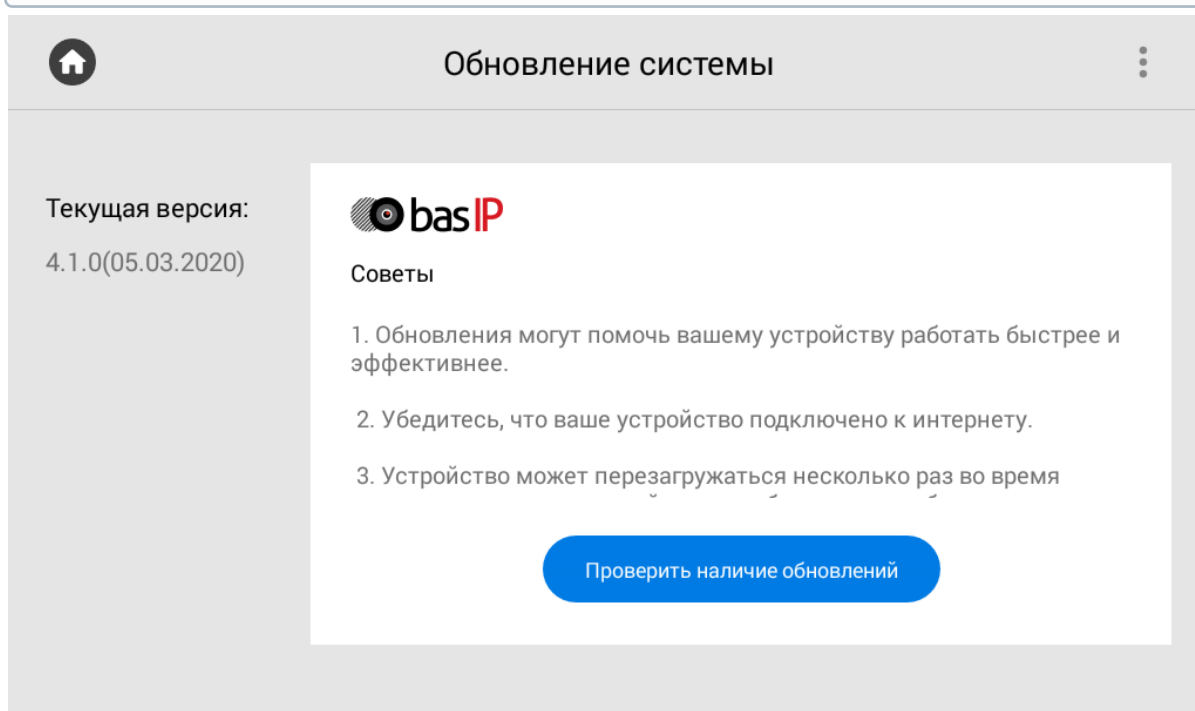 Обновление системы
Текущая версия:
4.1.0(05.03.2020)
basIP
Советы
1. Обновления могут помочь вашему устройству работать быстрее и
эффективнее.
2. Убедитесь, что ваше устройство подключено к интернету.
3. Устройство может перезагружаться несколько раз во время
Проверить наличие обновлений